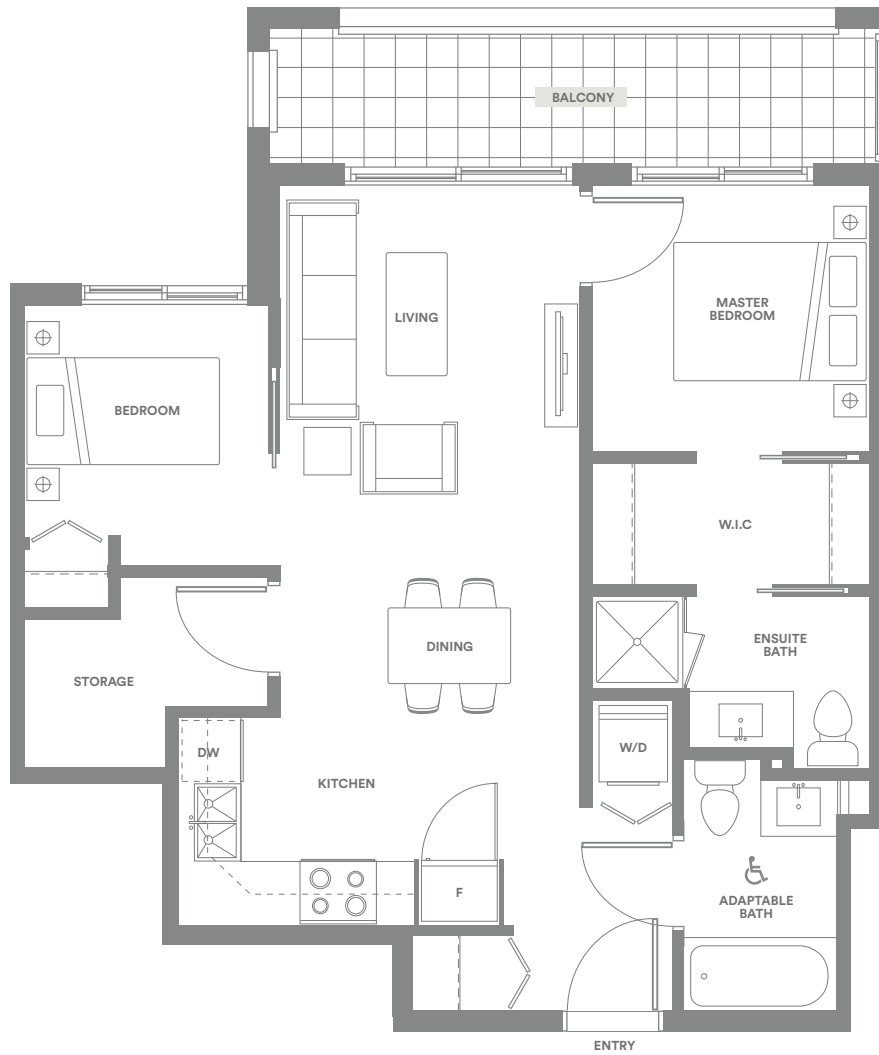 BALCONY
LIVING
MASTER
BEDROOM
BEDROOM
W.I.C
DINING
ENSUITE
BATH
STORAGE
DW
W/D
KITCHEN
F
ADAPTABLE
BATH
ENTRY